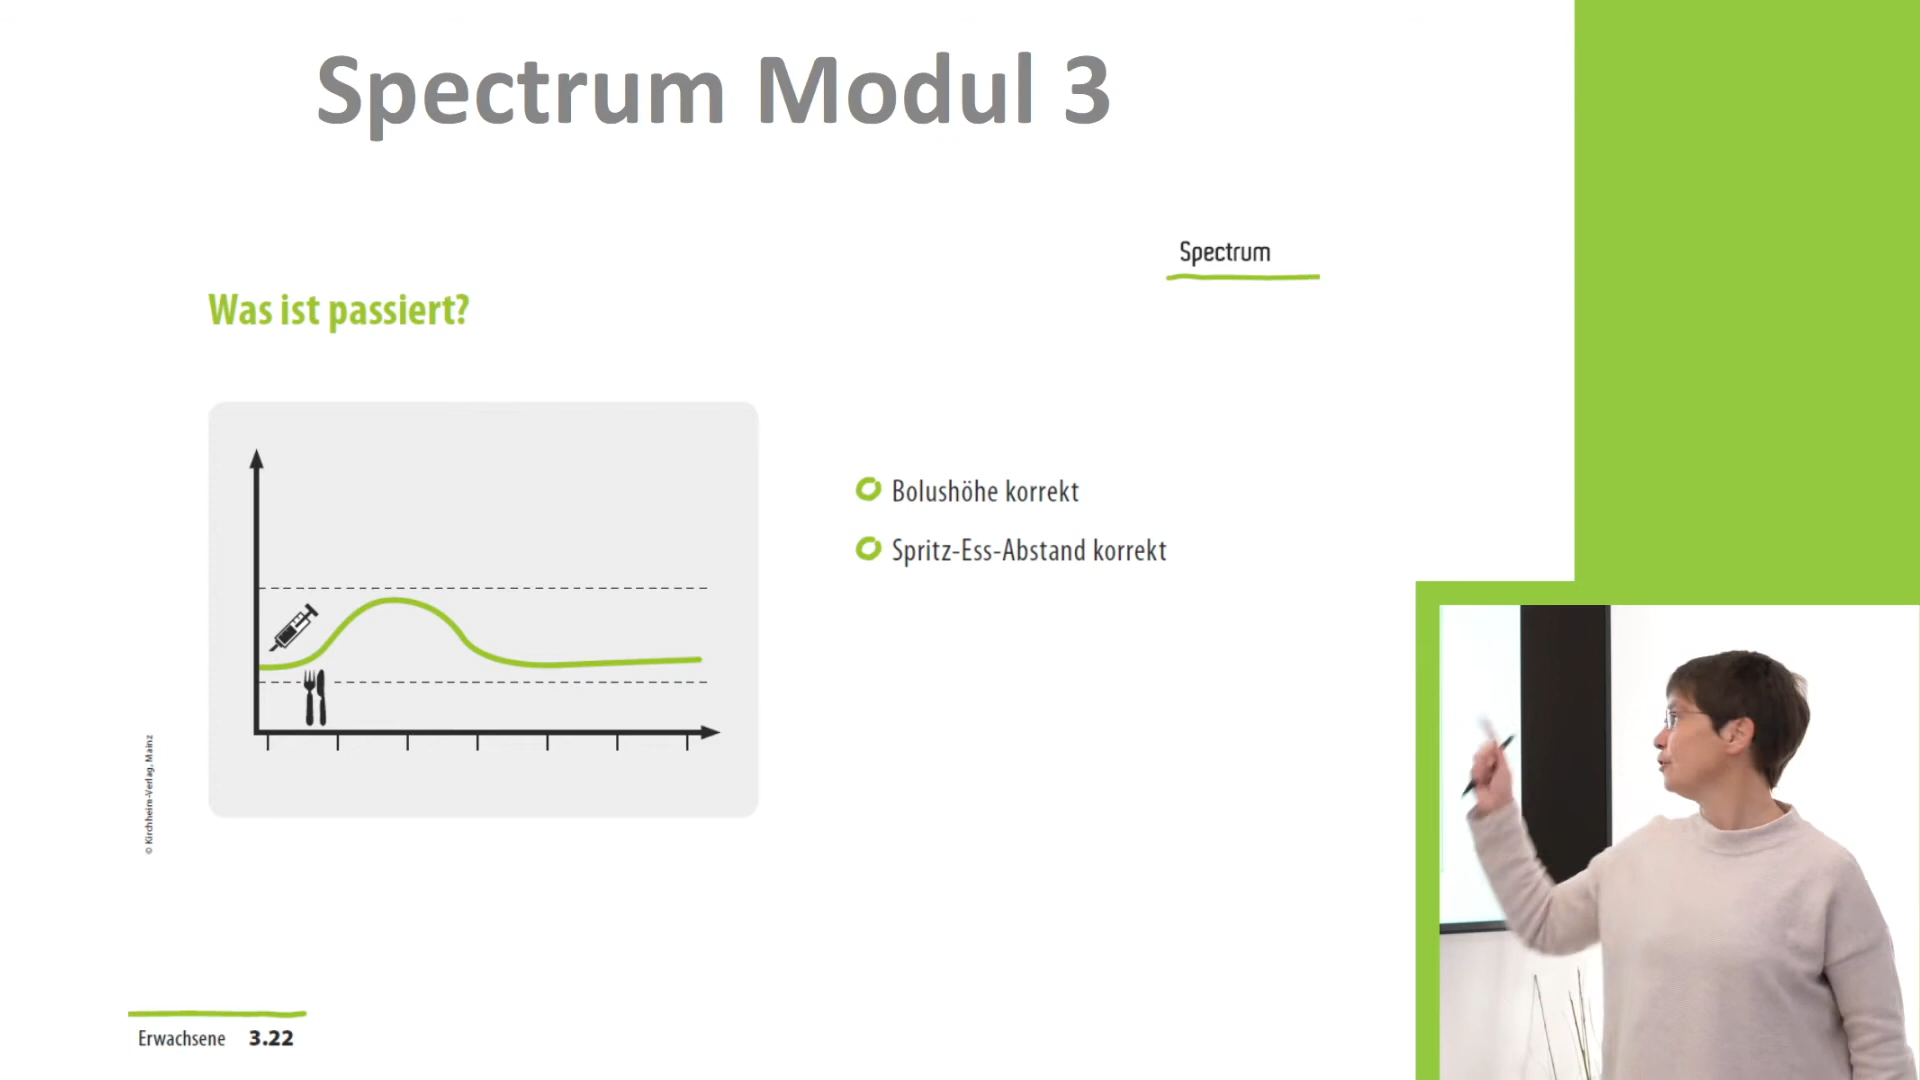 Spectrum Modul 3
Spectrum
Was ist passiert?
Bolushöhe korrekt
Spritz-Ess-Abstand korrekt
© Kirchheim-Verlag, Mainz
Erwachsene 3.22